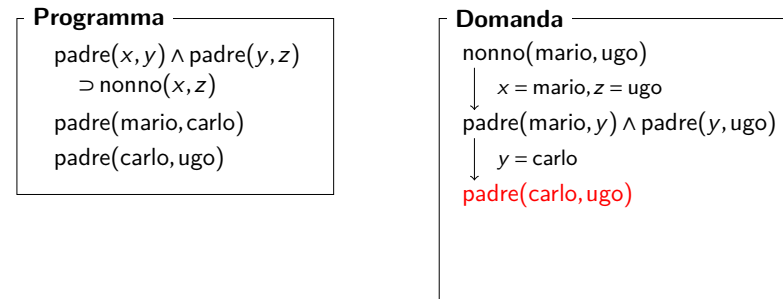 Programma
padre(x, y) ∧ padre(y, z)
⊃ nonno(x, z)
padre(mario, carlo)
padre(carlo, ugo)
Domanda
nonno(mario, ugo)
x = mario, z = ugo
padre(mario, y) ∧ padre(y, ugo)
y = carlo
padre(carlo, ugo)